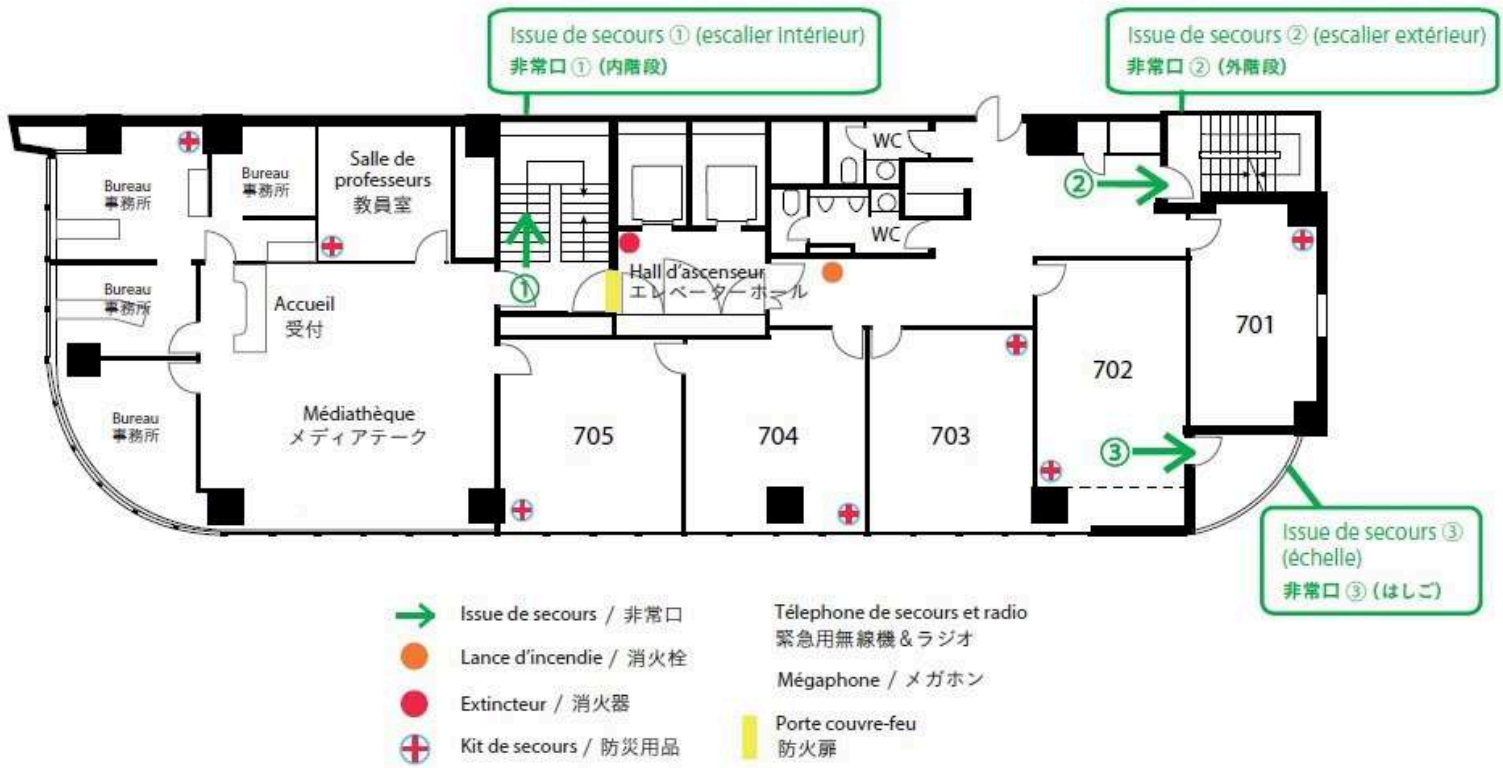 Issue de secours ① (escalier intérieur)
非常口 ① (内階段)
Issue de secours ② (escalier extérieur)
非常口 ② (外階段)
WC
Bureau
事務所
Bureau
事務所
Salle de
professeurs
教員室
②
WC
①
Hall d'ascenseur
エレベーターホール
Bureau
事務所
Accueil
受付
701
702
Bureau
事務所
Médiathèque
メディアテーク
705
704
703
③
Issue de secours ③
(échelle)
非常口 ③ (はしご)
Issue de secours / 非常口
Lance d'incendie / 消火栓
Extincteur / 消火器
Kit de secours / 防災用品
Télephone de secours et radio
緊急用無線機＆ラジオ
Mégaphone / メガホン
Porte couvre-feu
防火扉